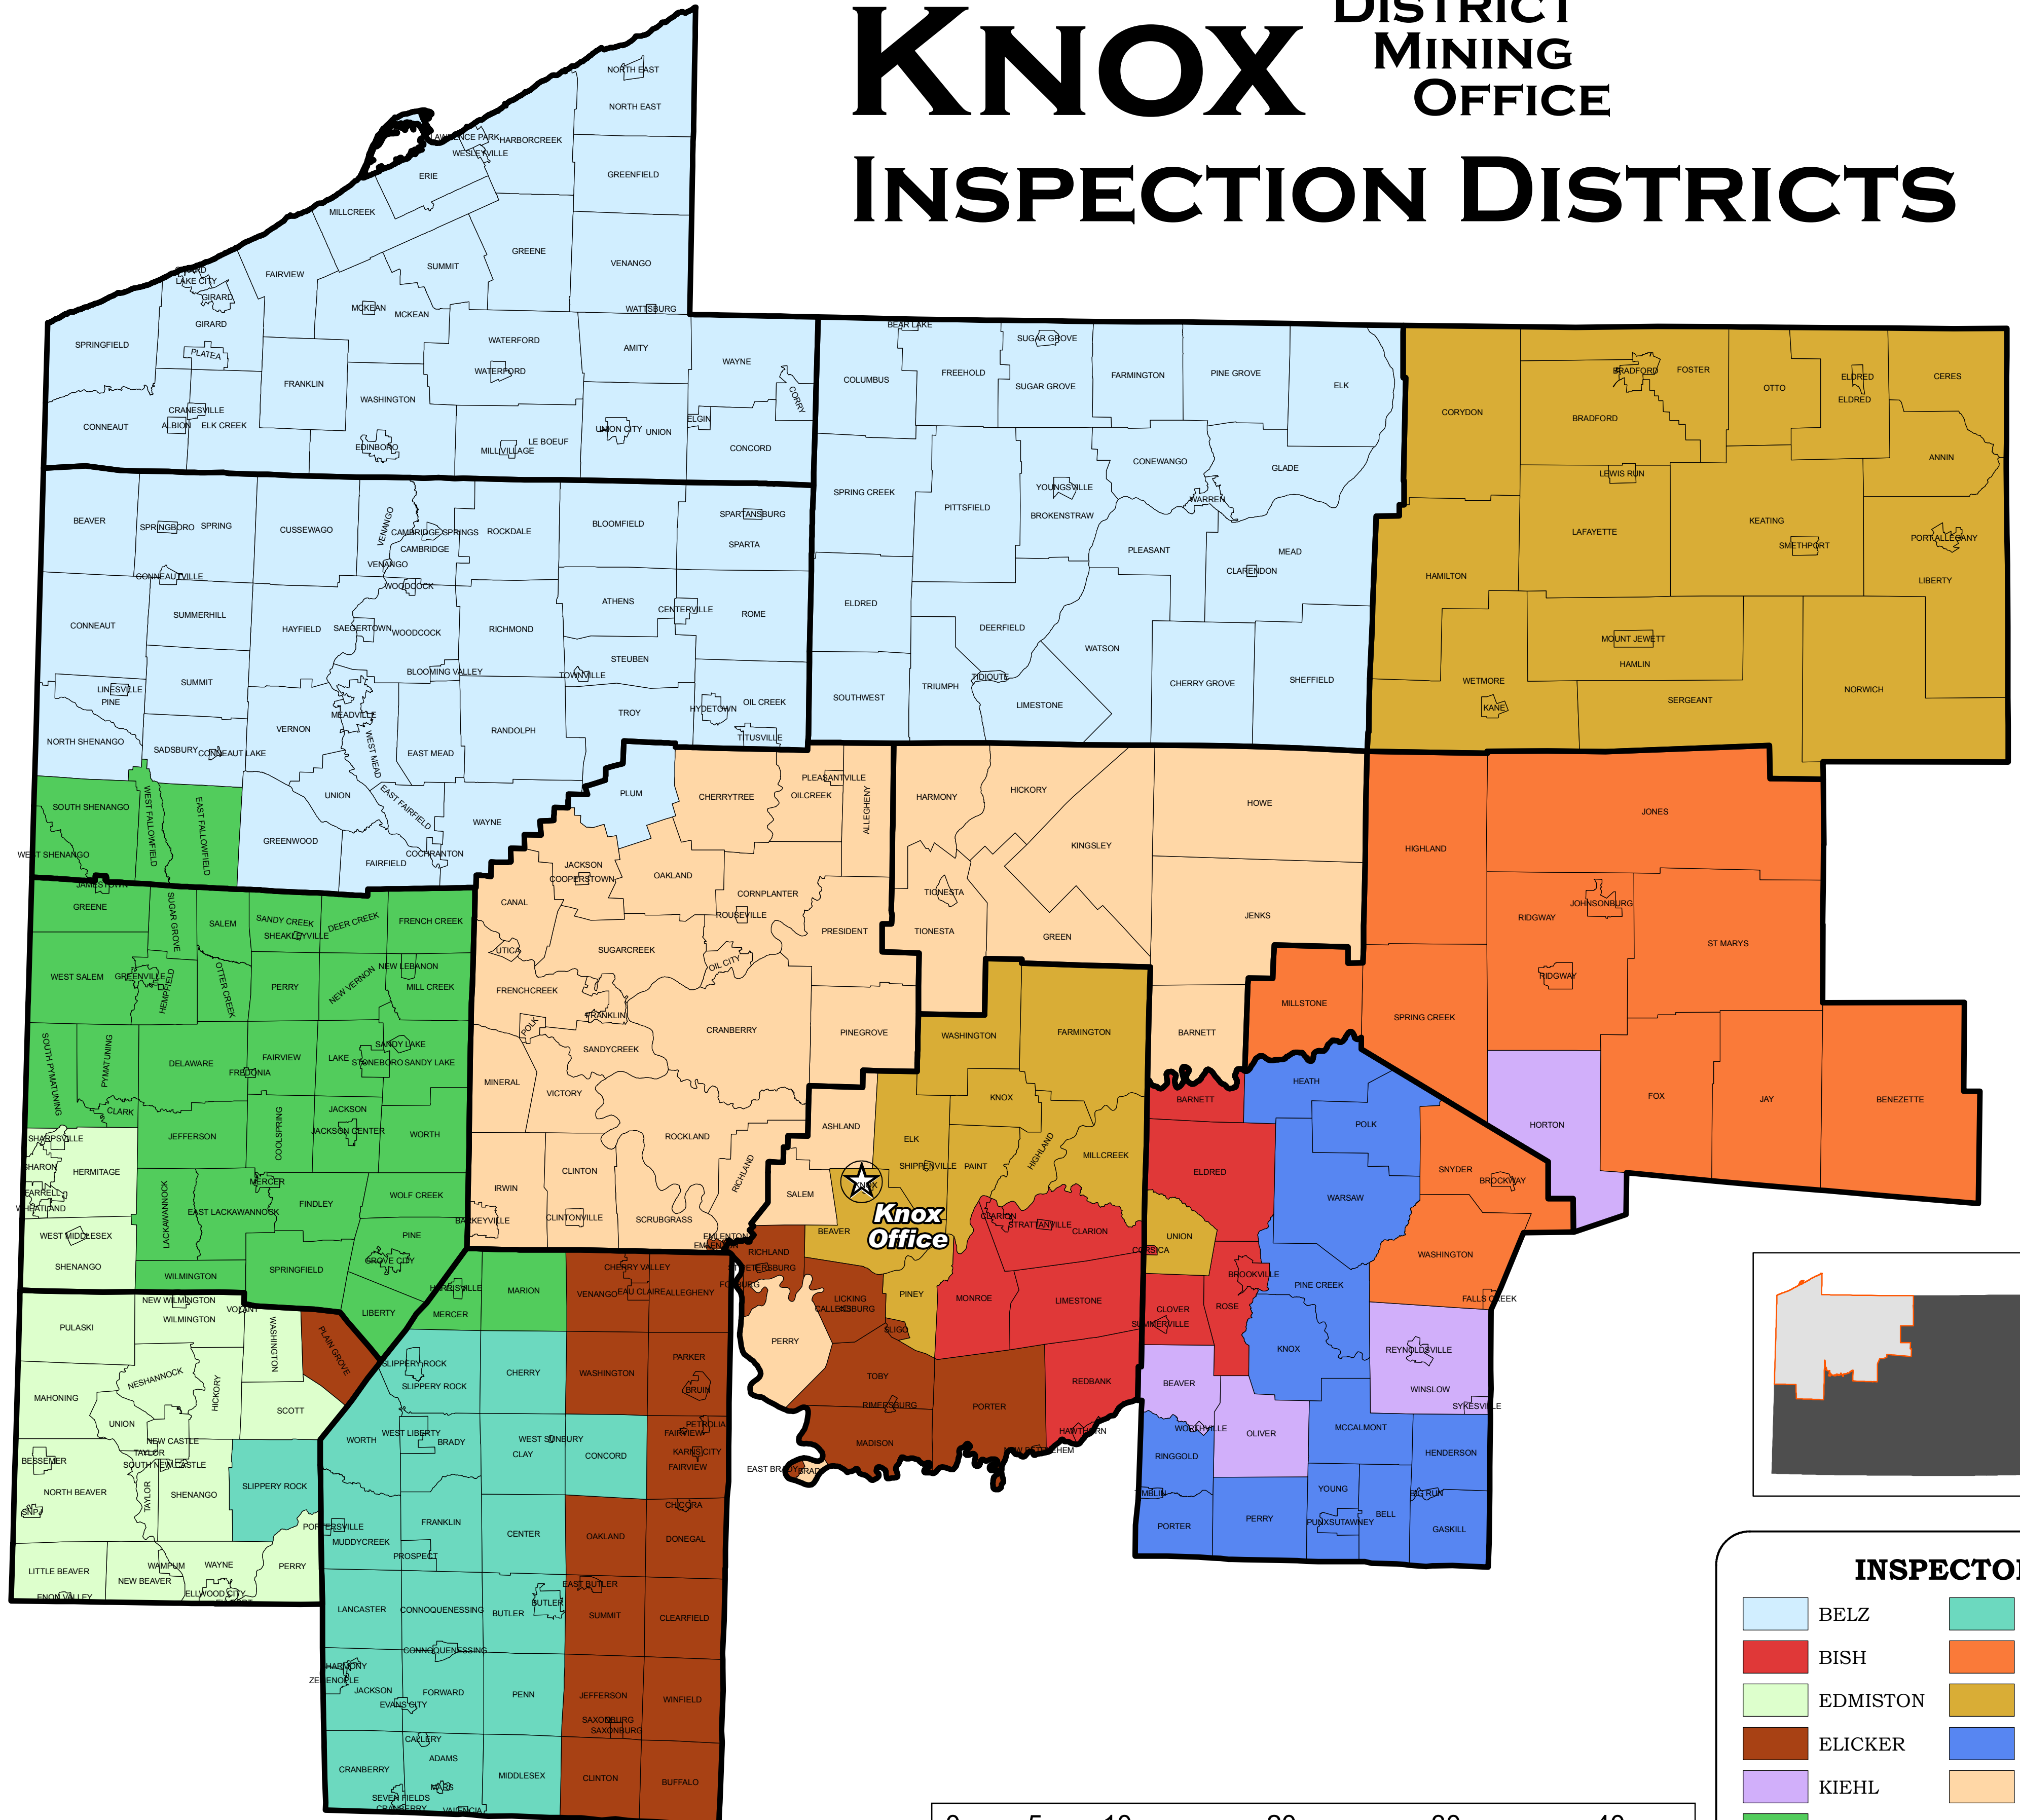 DISTRICT
KNOX
MINING
OFFICE
INSPECTION DISTRICTS
NORTH EAST
NORTH EAST
HARBORCREEK
WESLEYVILLE
GREENFIELD
ERIE
MILLCREEK
GREENE
SUMMIT
VENANGO
FAIRVIEW
LAKE CITY
GIRARD
MCKEAN
MCKEAN
WATTSBURG
GIRARD
SPRINGFIELD
PLATEA
WATERFORD
AMITY
WAYNE
WATERFORD
FRANKLIN
WASHINGTON
CORRY
CRANESVILLE
ALBION
ELK CREEK
CONNEAUT
ELGIN
UNION CITY
UNION
LE BOEUF
EDINBORO
MILL VILLAGE
CONCORD
BEAR LAKE
SUGAR GROVE
COLUMBUS
FREEHOLD
SUGAR GROVE
FARMINGTON
PINE GROVE
ELK
SPRING CREEK
PITTSFIELD
YOUNGSVILLE
BROKENSTRAW
CONEWANGO
WARREN
GLADE
PLEASANT
MEAD
CLARENDON
ELDRED
DEERFIELD
WATSON
SOUTHWEST
TRIUMPH
TIDIOUTE
LIMESTONE
CHERRY GROVE
SHEFFIELD
BRADFORD
FOSTER
OTTO
ELDRED
ELDRED
CERES
CORYDON
BRADFORD
ANNIN
LEWIS RUN
KEATING
LAFAYETTE
SMETHPORT
PORT ALLEGANY
HAMILTON
LIBERTY
MOUNT JEWETT
HAMLIN
WETMORE
KANE
SERGEANT
NORWICH
BEAVER
SPRINGBORO
SPRING
CUSSEWAGO
VENANGO
CAMBRIDGE SPRINGS
CAMBRIDGE
VENANGO
ROCKDALE
BLOOMFIELD
SPARTANSBURG
SPARTA
CONNEAUTVILLE
WOODCOCK
CONNEAUT
SUMMERHILL
HAYFIELD
SAEGERTOWN
WOODCOCK
RICHMOND
ATHENS
CENTERVILLE
ROME
STEUBEN
BLOOMING VALLEY
TOWNVILLE
LINESVILLE
PINE
SUMMIT
MEADVILLE
VERNON
WEST MEAD
EAST MEAD
RANDOLPH
TROY
HYDETOWN
OIL CREEK
TITUSVILLE
NORTH SHENANGO
SADSBURY
CONNEAUT LAKE
SOUTH SHENANGO
WEST FALLOWFIELD
EAST FALLOWFIELD
WEST SHENANGO
UNION
EAST FAIRFIELD
GREENWOOD
WAYNE
COCHRANTON
FAIRFIELD
PLUM
CHERRYTREE
PLEASANTVILLE
OILCREEK
ALLEGHENY
JACKSON
COOPERSTOWN
OAKLAND
CORNPLANTER
ROUSEVILLE
CANAL
PRESIDENT
UTICA
SUGARCREEK
OIL CITY
FRENCHCREEK
FRANKLIN
POLK
CRANBERRY
PINEGROVE
SANDYCREEK
MINERAL
VICTORY
ROCKLAND
RICHLAND
IRWIN
CLINTON
BARKEYVILLE
CLINTONVILLE
SCRUBGRASS
EMLENTON
HARMONY
HICKORY
KINGSLEY
HOWE
TIONESTA
TIONESTA
GREEN
JENKS
BARNETT
HIGHLAND
JONES
JOHNSONBURG
RIDGWAY
ST MARYS
RIDGWAY
MILLSTONE
SPRING CREEK
HORTON
FOX
JAY
BENEZETTE
JAMESTOWN
GREENE
SUGAR GROVE
SALEM
SANDY CREEK
SHEAKLEYVILLE
DEER CREEK
FRENCH CREEK
WEST SALEM
GREENVILLE
HEMPFIELD
OTTER CREEK
PERRY
NEW VERNON
NEW LEBANON
MILL CREEK
SOUTH PYMATUNING
PYMATUNING
DELAWARE
FAIRVIEW
FREDONIA
LAKE
SANDY LAKE
STONEBORO
SANDY LAKE
CLARK
JEFFERSON
COOLSPRING
JACKSON
JACKSON CENTER
WORTH
SHARPSVILLE
HERMITAGE
MERCER
LACKAWANNOCK
EAST LACKAWANNOCK
FINDLEY
WOLF CREEK
WEST MIDDLESEX
SHENANGO
WILMINGTON
SPRINGFIELD
PINE
GROVE CITY
LIBERTY
WASHINGTON
FARMINGTON
KNOX
ASHLAND
ELK
SHIPPENVILLE
PAINT
HIGHLAND
MILLCREEK
SALEM
KNOX
Knox
Office
BEAVER
CLARION
STRATTANVILLE
CLARION
RICHLAND
LICKING
PINEY
MONROE
LIMESTONE
SLIGO
PERRY
TOBY
RIMERSBURG
PORTER
REDBANK
MADISON
HAWTHORN
EAST BRADY
BARNETT
HEATH
POLK
ELDRED
WARSAW
SNYDER
BROCKWAY
UNION
CORSICA
WASHINGTON
BROOKVILLE
PINE CREEK
CLOVER
ROSE
SUMMERVILLE
FALLS CREEK
KNOX
REYNOLDSVILLE
WINSLOW
SYKESVILLE
BEAVER
WORTHVILLE
OLIVER
MCCALMONT
RINGGOLD
HENDERSON
YOUNG
BIG RUN
PORTER
PERRY
PUNXSUTAWNEY
BELL
GASKILL
NEW WILMINGTON
VOLANT
PULASKI
WILMINGTON
WASHINGTON
PLAIN GROVE
MAHONING
NESHANNOCK
HICKORY
SCOTT
UNION
NEW CASTLE
TAYLOR
SOUTH NEW CASTLE
BESSEMER
NORTH BEAVER
TAYLOR
SHENANGO
SLIPPERY ROCK
SNPJ
LITTLE BEAVER
WAMPUM
NEW BEAVER
WAYNE
ELLWOOD CITY
PERRY
ENON VALLEY
HARRISVILLE
MERCER
MARION
VENANGO
CHERRY VALLEY
EAU CLAIRE
ALLEGHENY
SLIPPERY ROCK
SLIPPERY ROCK
CHERRY
WASHINGTON
PARKER
BRUIN
WORTH
WEST LIBERTY
BRADY
WEST SUNBURY
CLAY
CONCORD
PETROLIA
FAIRVIEW
KARNS CITY
FAIRVIEW
CHICORA
PORTERSVILLE
MUDDYCREEK
FRANKLIN
PROSPECT
CENTER
OAKLAND
DONEGAL
LANCASTER
CONNOQUENESSING
BUTLER
BUTLER
EAST BUTLER
SUMMIT
CLEARFIELD
CONNOQUENESSING
HARMONY
ZELIENOPLE
JACKSON
EVANS CITY
FORWARD
PENN
JEFFERSON
SAXONBURG
SAXONBURG
WINFIELD
CALLERY
ADAMS
CRANBERRY
MARS
SEVEN FIELDS
MIDDLESEX
CLINTON
BUFFALO
VALENCIA
INSPECTO
BELZ
BISH
EDMISTON
ELICKER
KIEHL
0 5 10 20 30 40